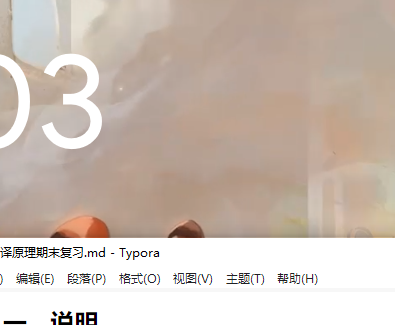 03
译原理期末复习.md - Typora
) 编辑(E) 段落(P) 格式(O) 视图(V) 主题(T) 帮助(H)
一 说明